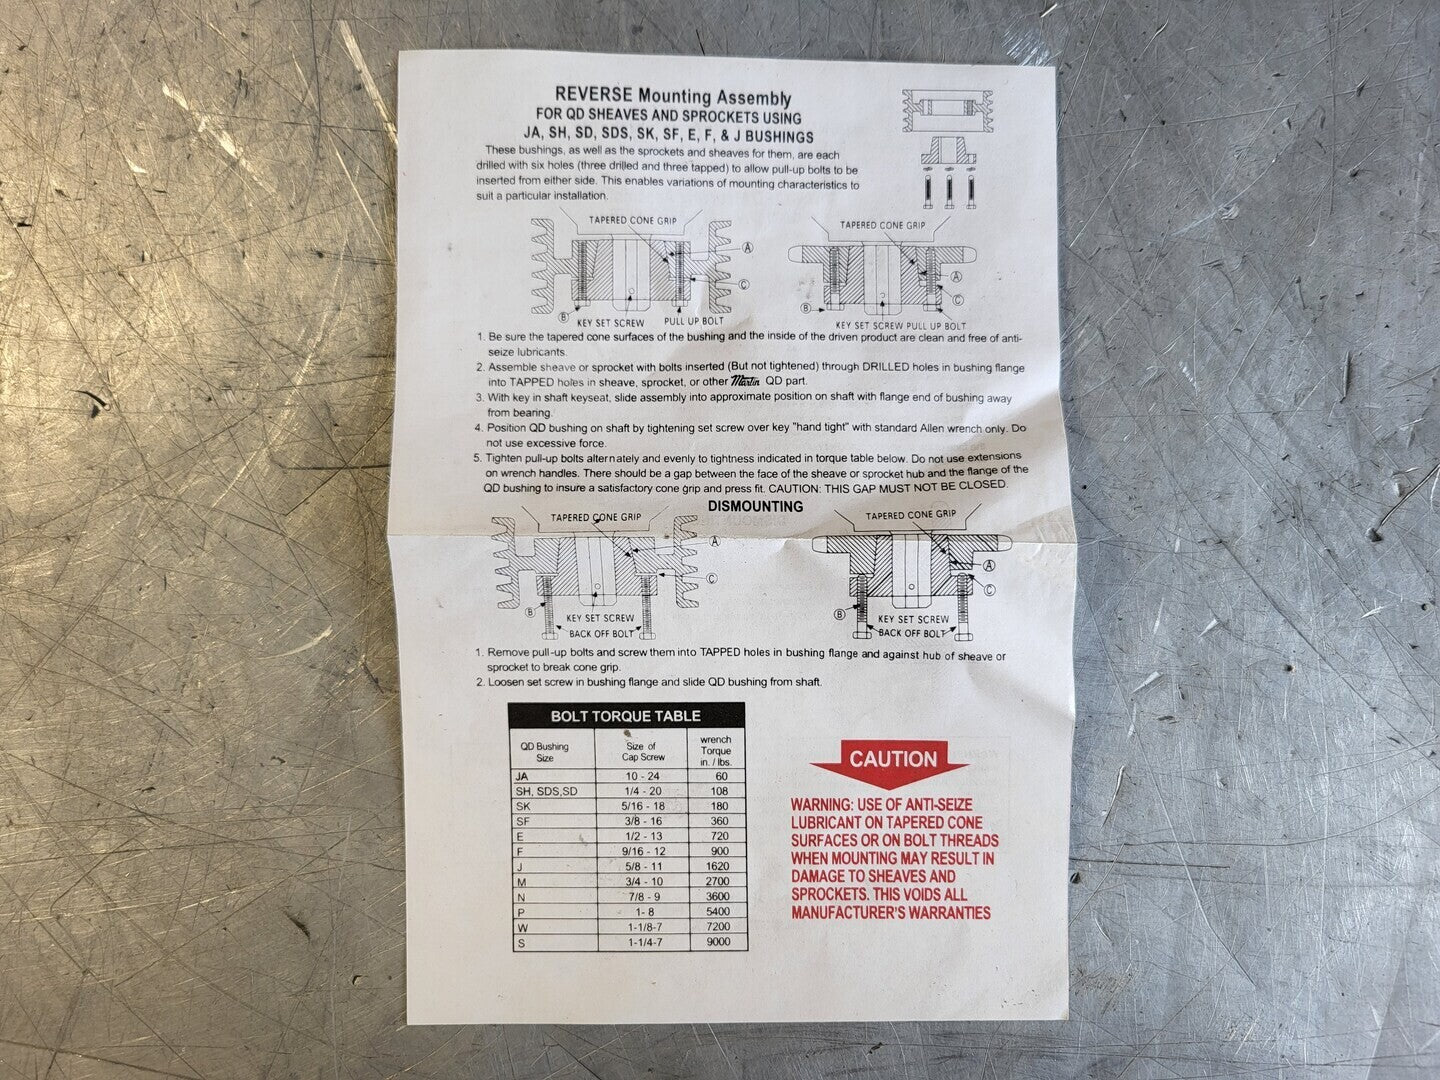 REVERSE Mounting Assembly
FOR QD SHEAVES AND SPROCKETS USING
JA, SH, SD, SDS, SK, SF, E, F, & J BUSHINGS
These bushings, as well as the sprockets and sheaves for them, are each
drilled with six holes (three drilled and three tapped) to allow pull-up bolts to be
inserted from either side. This enables variations of mounting characteristics to
suit a particular installation.
TAPERED CONE GRIP
A
C
B
KEY SET SCREW
PULL UP BOLT
TAPERED CONE GRIP
A
C
B
KEY SET SCREW PULL UP BOLT
1. Be sure the tapered cone surfaces of the bushing and the inside of the driven product are clean and free of anti-
seize lubricants.
2. Assemble sheave or sprocket with bolts inserted (But not tightened) through DRILLED holes in bushing flange
into TAPPED holes in sheave, sprocket, or other Martin QD part.
3. With key in shaft keyseat, slide assembly into approximate position on shaft with flange end of bushing away
from bearing.
4. Position QD bushing on shaft by tightening set screw over key "hand tight" with standard Allen wrench only. Do
not use excessive force.
5. Tighten pull-up bolts alternately and evenly to tightness indicated in torque table below. Do not use extensions
on wrench handles. There should be a gap between the face of the sheave or sprocket hub and the flange of the
QD bushing to insure a satisfactory cone grip and press fit. CAUTION: THIS GAP MUST NOT BE CLOSED.
DISMOUNTING
TAPERED CONE GRIP
A
C
B
KEY SET SCREW
BACK OFF BOLT
TAPERED CONE GRIP
A
C
B
KEY SET SCREW
BACK OFF BOLT
1. Remove pull-up bolts and screw them into TAPPED holes in bushing flange and against hub of sheave or
sprocket to break cone grip.
2. Loosen set screw in bushing flange and slide QD bushing from shaft.
BOLT TORQUE TABLE
QD Bushing Size | Size of Cap Screw | wrench Torque in. / lbs.
JA | 10 - 24 | 60
SH, SDS,SD | 1/4 - 20 | 108
SK | 5/16 - 18 | 180
SF | 3/8 - 16 | 360
E | 1/2 - 13 | 720
F | 9/16 - 12 | 900
J | 5/8 - 11 | 1620
M | 3/4 - 10 | 2700
N | 7/8 - 9 | 3600
P | 1- 8 | 5400
W | 1-1/8-7 | 7200
S | 1-1/4-7 | 9000
CAUTION
WARNING: USE OF ANTI-SEIZE
LUBRICANT ON TAPERED CONE
SURFACES OR ON BOLT THREADS
WHEN MOUNTING MAY RESULT IN
DAMAGE TO SHEAVES AND
SPROCKETS. THIS VOIDS ALL
MANUFACTURER'S WARRANTIES